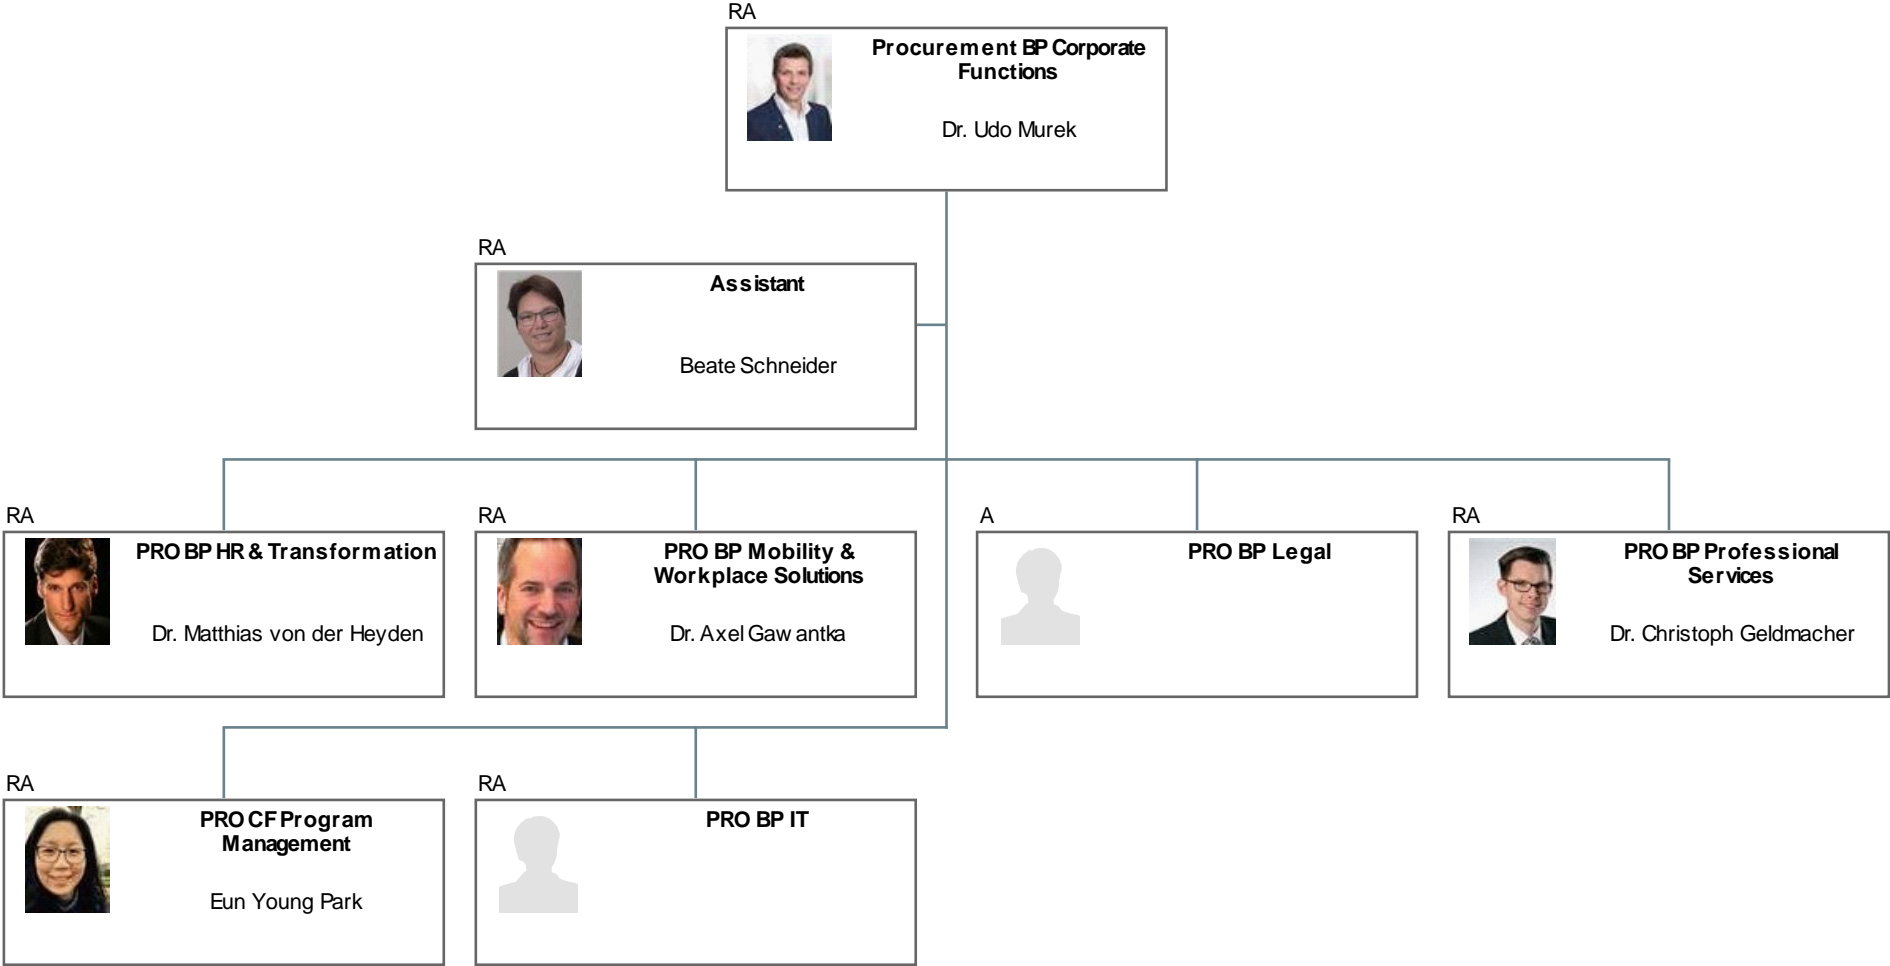 RA
Procurement BP Corporate
Functions
Dr. Udo Murek
RA
Assistant
Beate Schneider
RA
PRO BP HR & Transformation
Dr. Matthias von der Heyden
RA
PRO BP Mobility &
Workplace Solutions
Dr. Axel Gawantka
A
PRO BP Legal
RA
PRO BP Professional
Services
Dr. Christoph Geldmacher
RA
PRO CF Program
Management
Eun Young Park
RA
PRO BP IT